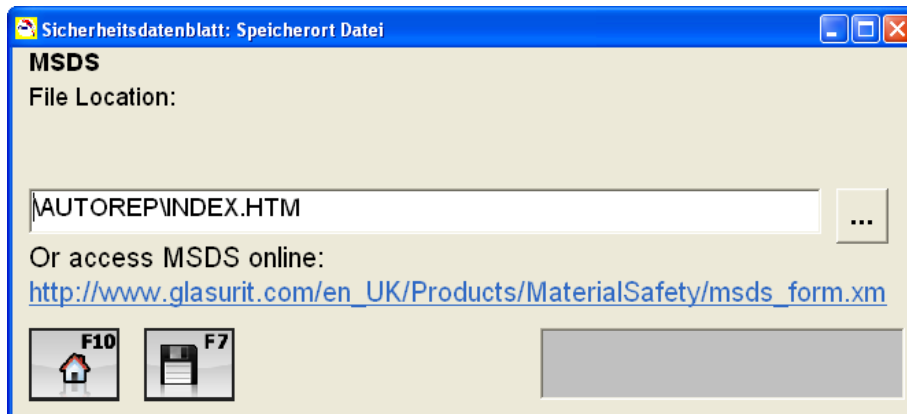 Sicherheitsdatenblatt: Speicherort Datei
MSDS
File Location:
\AUTOREP\INDEX.HTM
...
Or access MSDS online:
http://www.glasurit.com/en_UK/Products/MaterialSafety/msds_form.xm
F10
F7